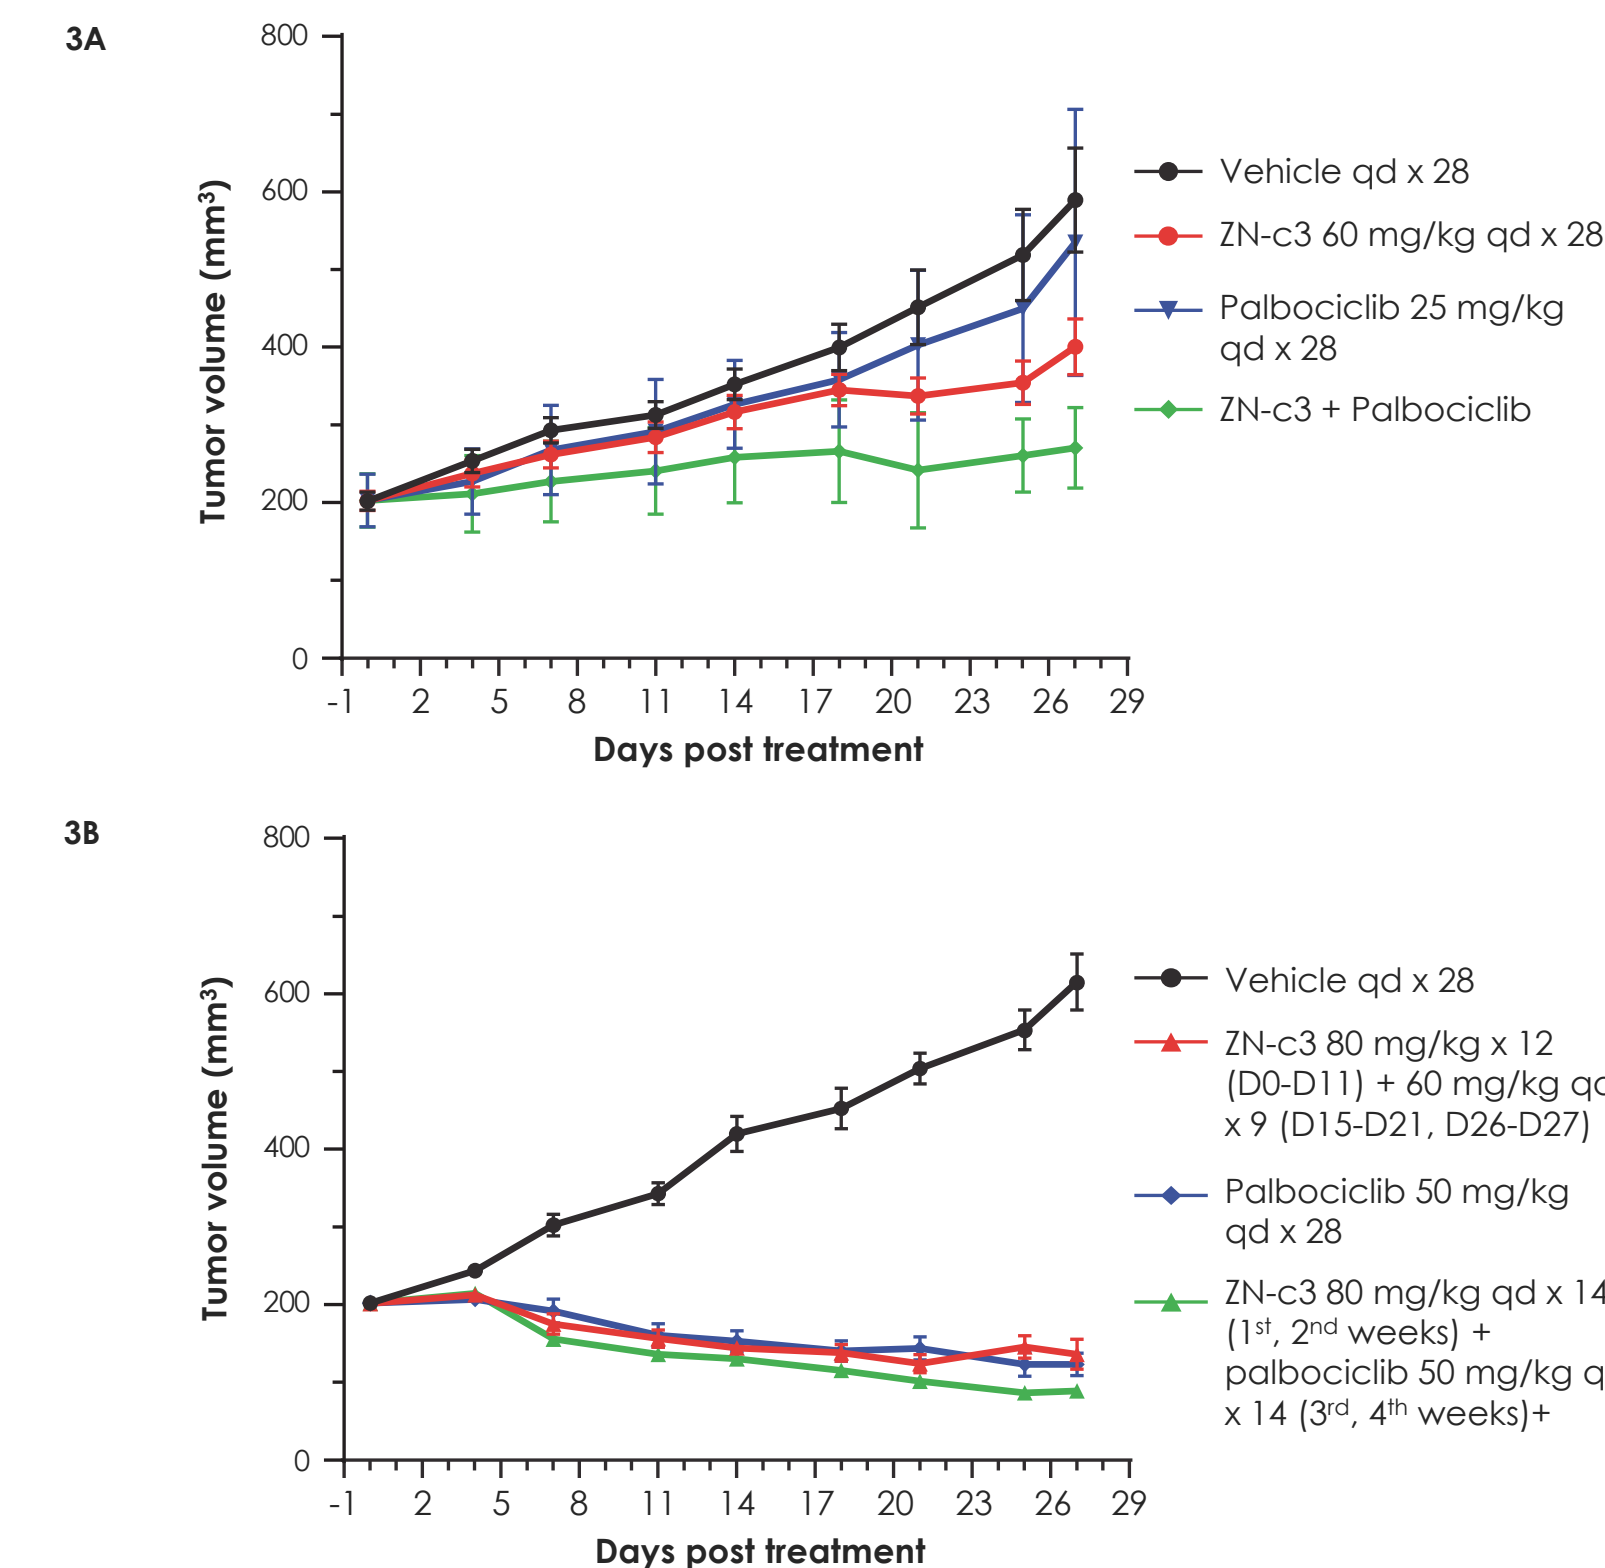 3A
800
600
400
200
0
Tumor volume (mm³)
-1 2 5 8 11 14 17 20 23 26 29
Days post treatment
Vehicle qd x 28
ZN-c3 60 mg/kg qd x 28
Palbociclib 25 mg/kg
qd x 28
ZN-c3 + Palbociclib
3B
800
600
400
200
0
Tumor volume (mm³)
-1 2 5 8 11 14 17 20 23 26 29
Days post treatment
Vehicle qd x 28
ZN-c3 80 mg/kg x 12
(D0-D11) + 60 mg/kg
x 9 (D15-D21, D26-D27)
Palbociclib 50 mg/kg
qd x 28
ZN-c3 80 mg/kg qd x 14
(1st, 2nd weeks) +
palbociclib 50 mg/kg
x 14 (3rd, 4th weeks)+